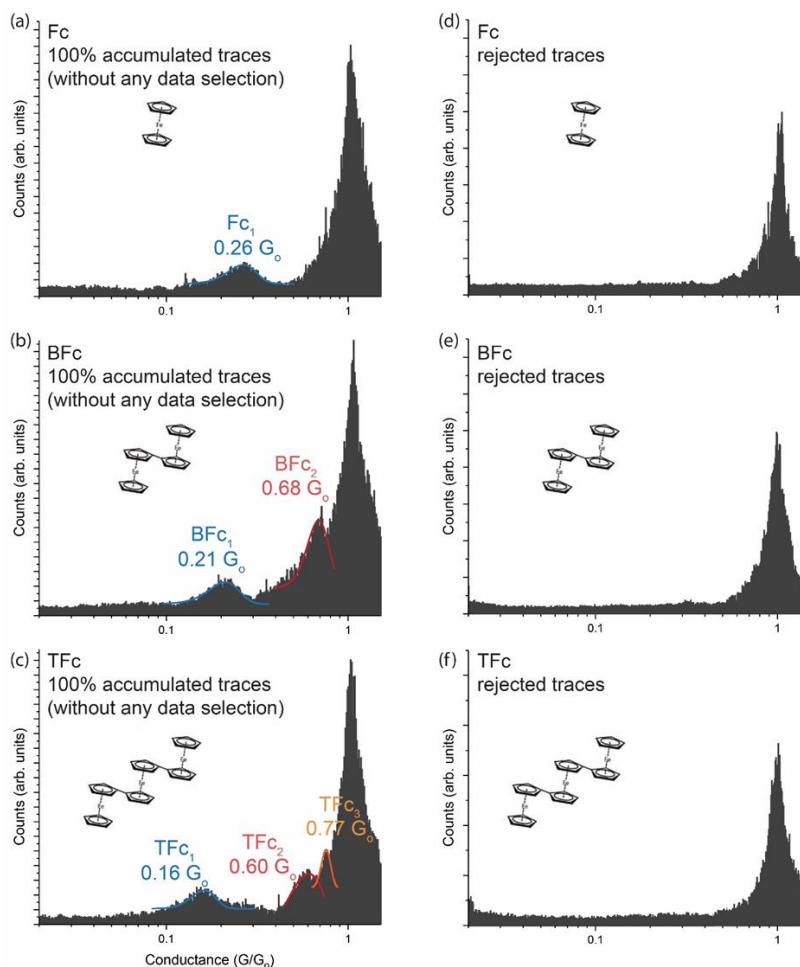 (a) Fc
100% accumulated traces
(without any data selection)
Fc₁
0.26 Gₒ
Counts (arb. units)
0.1 1
(d) Fc
rejected traces
Counts (arb. units)
0.1 1
(b) BFc
100% accumulated traces
(without any data selection)
BFc₂
0.68 Gₒ
BFc₁
0.21 Gₒ
Counts (arb. units)
0.1 1
(e) BFc
rejected traces
Counts (arb. units)
0.1 1
(c) TFc
100% accumulated traces
(without any data selection)
TFc₃
0.77 Gₒ
TFc₂
0.60 Gₒ
TFc₁
0.16 Gₒ
Counts (arb. units)
0.1 1
Conductance (G/G₀)
(f) TFc
rejected traces
Counts (arb. units)
0.1 1